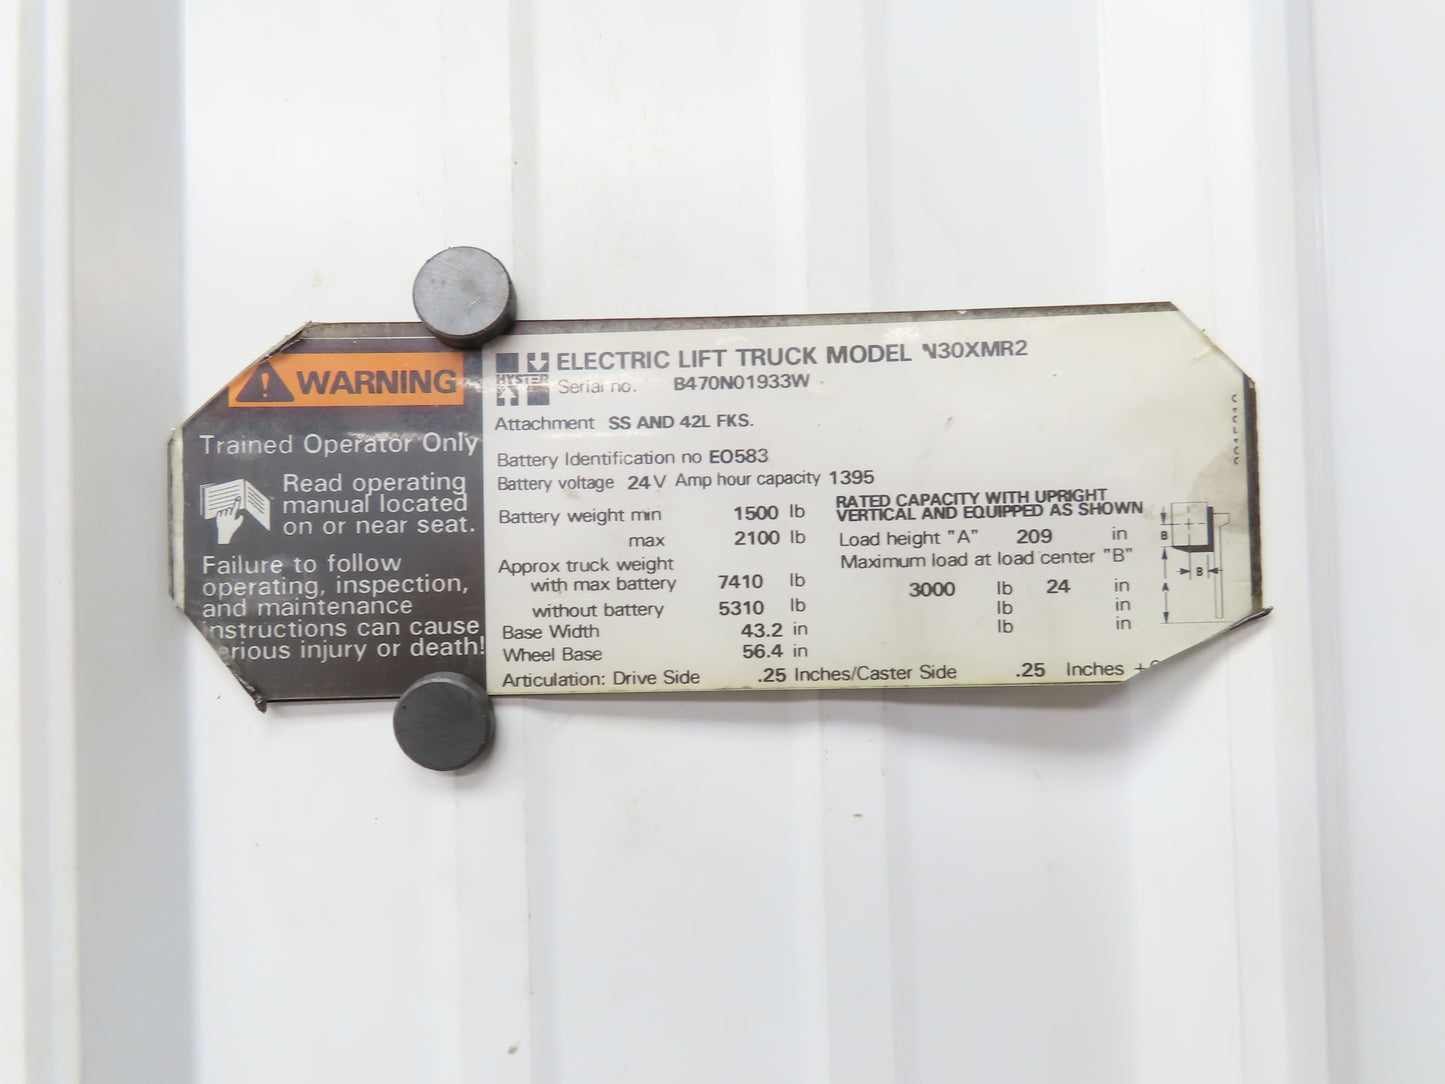 WARNING
Trained Operator Only
Read operating
manual located
on or near seat.
Failure to follow
operating, inspection,
and maintenance
instructions can cause
serious injury or death!
HYSTER
ELECTRIC LIFT TRUCK MODEL N30XMR2
Serial no. B470N01933W
Attachment SS AND 42L FKS.
Battery Identification no EO583
Battery voltage 24 V Amp hour capacity 1395
Battery weight min 1500 lb
max 2100 lb
Approx truck weight
with max battery 7410 lb
without battery 5310 lb
Base Width 43.2 in
Wheel Base 56.4 in
Articulation: Drive Side .25 Inches/Caster Side .25 Inches
RATED CAPACITY WITH UPRIGHT
VERTICAL AND EQUIPPED AS SHOWN
Load height "A" 209 in
Maximum load at load center "B"
3000 lb 24 in
lb in
lb in
B
B
A